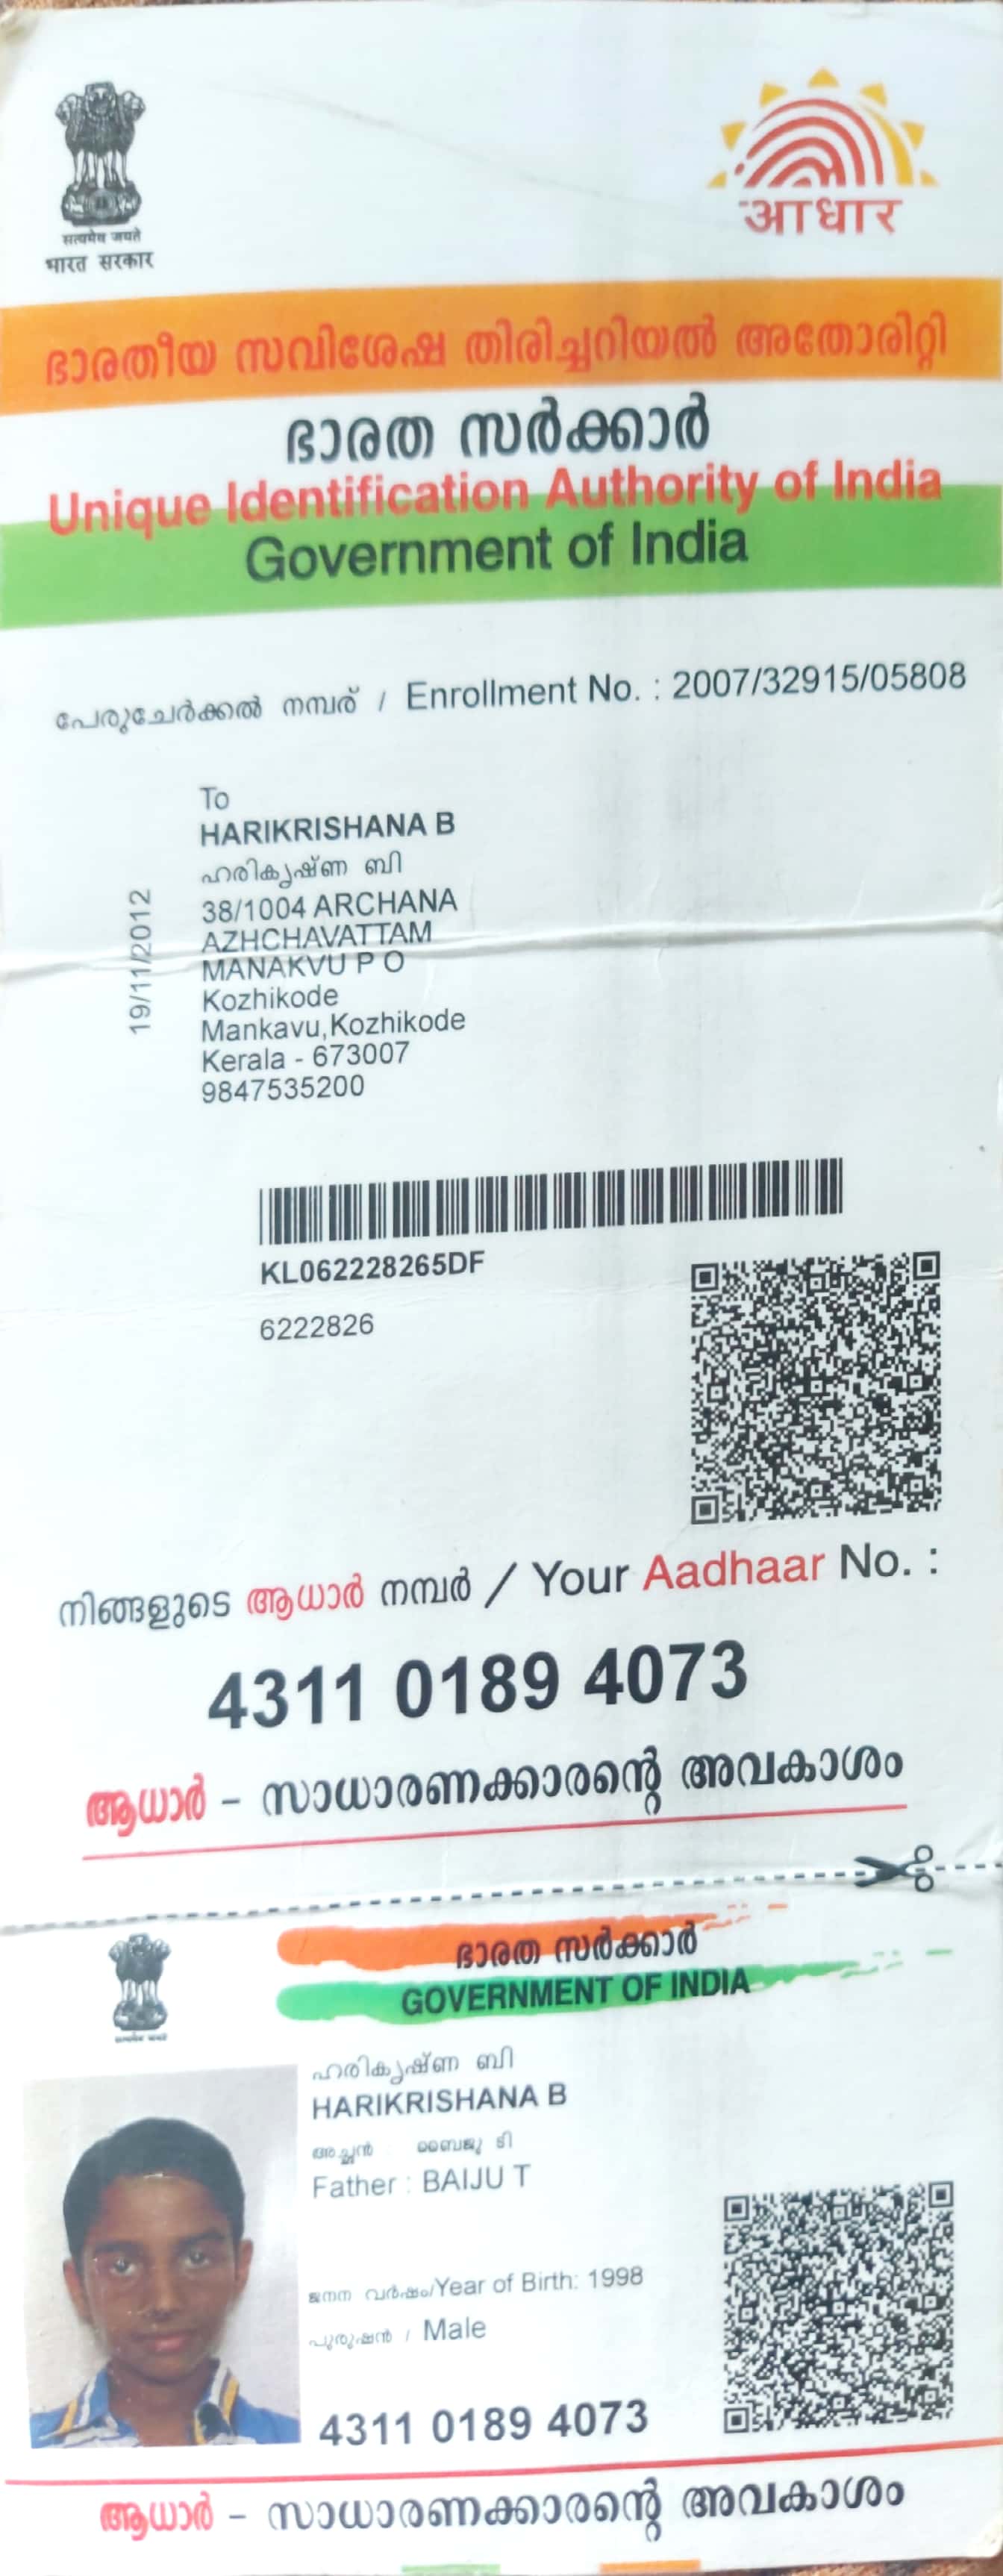 सत्यमेव जयते
भारत सरकार
आधार
ഭാരതീയ സവിശേഷ തിരിച്ചറിയൽ അതോരിറ്റി
ഭാരത സർക്കാർ
Unique Identification Authority of India
Government of India
പേരുചേർക്കൽ നമ്പര് / Enrollment No. : 2007/32915/05808
To
HARIKRISHANA B
ഹരികൃഷ്ണ ബി
38/1004 ARCHANA
AZHCHAVATTAM
MANAKVU P O
Kozhikode
Mankavu,Kozhikode
Kerala - 673007
9847535200
19/11/2012
KL062228265DF
6222826
നിങ്ങളുടെ ആധാർ നമ്പർ / Your Aadhaar No. :
4311 0189 4073
ആധാർ – സാധാരണക്കാരന്റെ അവകാശം
ഭാരത സർക്കാർ
GOVERNMENT OF INDIA
सत्यमेव जयते
ഹരികൃഷ്ണ ബി
HARIKRISHANA B
അച്ഛൻ ബൈജു ടി
Father : BAIJU T
ജനന വർഷം/Year of Birth: 1998
പുരുഷൻ / Male
4311 0189 4073
ആധാർ – സാധാരണക്കാരന്റെ അവകാശം